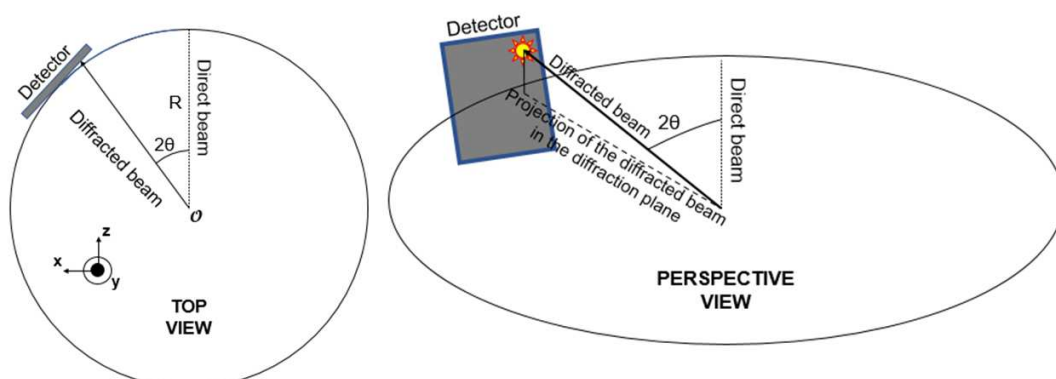 Detector
Diffracted beam
2θ
R
Direct beam
𝒪
z
x
y
TOP
VIEW
Detector
Diffracted beam
2θ
Direct beam
Projection of the diffracted beam
in the diffraction plane
PERSPECTIVE
VIEW